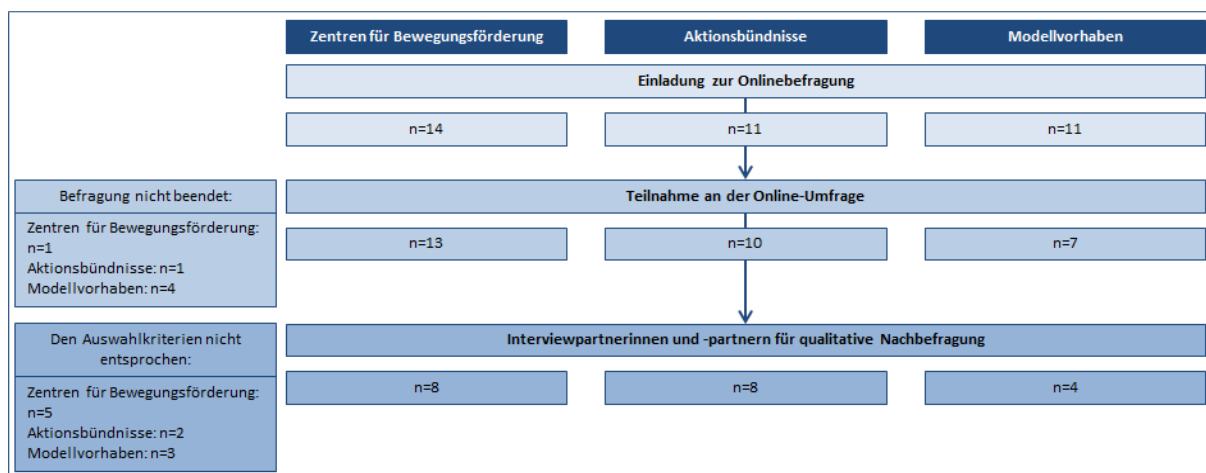 Zentren für Bewegungsförderung
Aktionsbündnisse
Modellvorhaben
Einladung zur Onlinebefragung
n=14
n=11
n=11
Befragung nicht beendet:
Zentren für Bewegungsförderung:
n=1
Aktionsbündnisse: n=1
Modellvorhaben: n=4
Teilnahme an der Online-Umfrage
n=13
n=10
n=7
Den Auswahlkriterien nicht
entsprochen:
Zentren für Bewegungsförderung:
n=5
Aktionsbündnisse: n=2
Modellvorhaben: n=3
Interviewpartnerinnen und -partnern für qualitative Nachbefragung
n=8
n=8
n=4